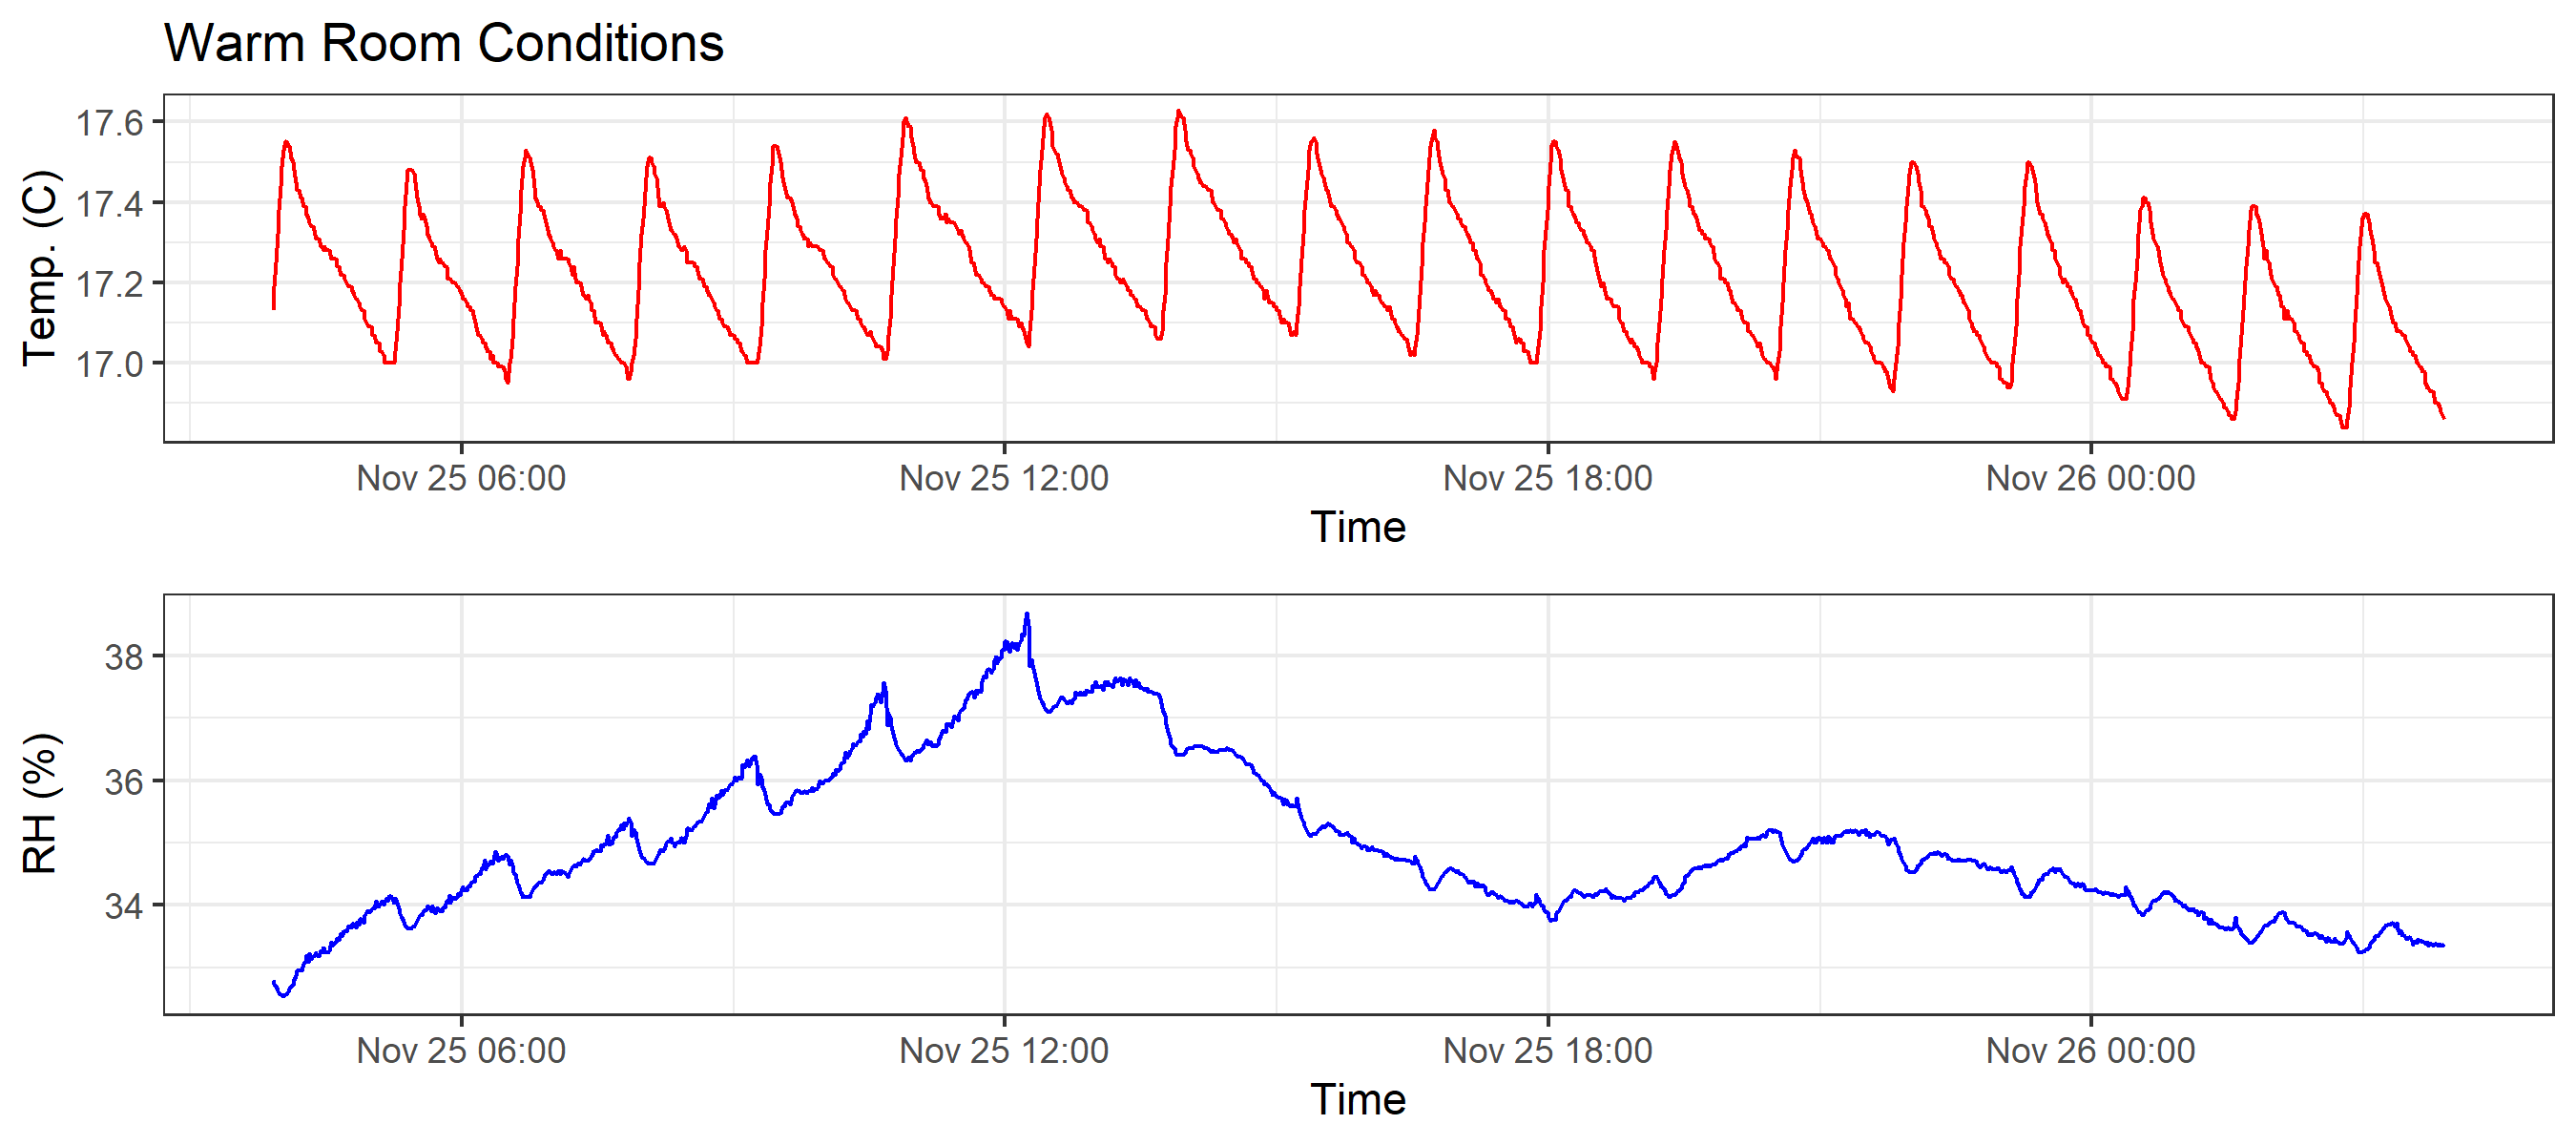 Warm Room Conditions
17.6
17.4
17.2
17.0
Temp. (C)
Nov 25 06:00 Nov 25 12:00 Nov 25 18:00 Nov 26 00:00
Time
38
36
34
RH (%)
Nov 25 06:00 Nov 25 12:00 Nov 25 18:00 Nov 26 00:00
Time